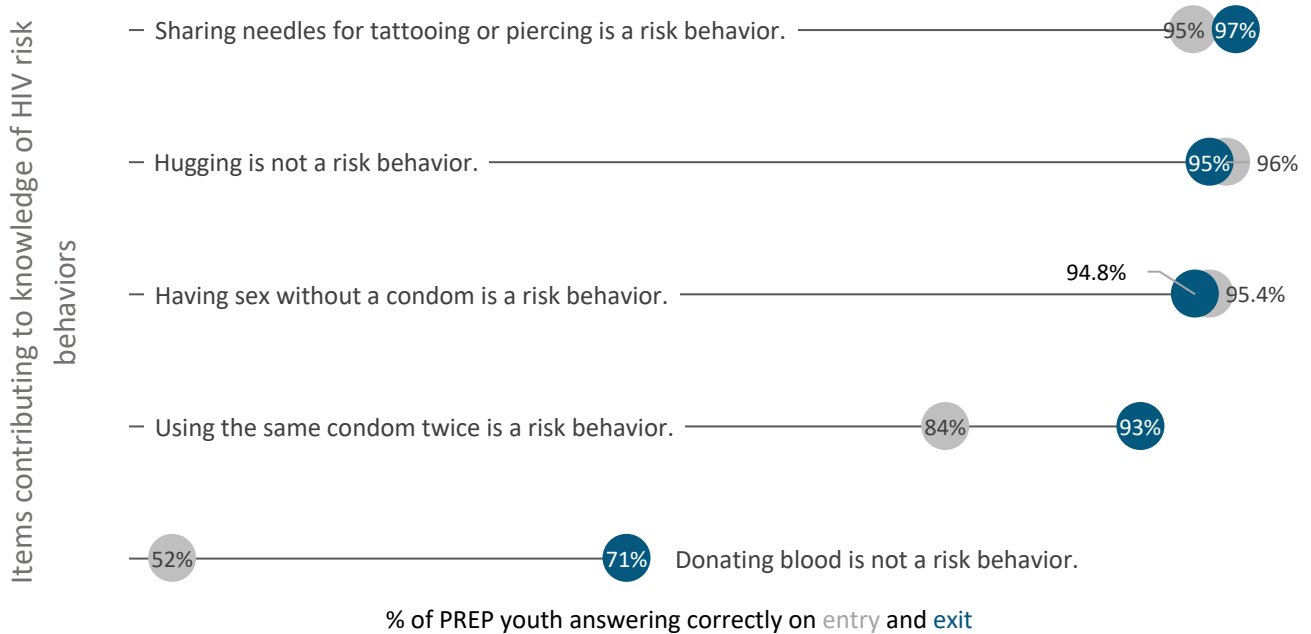 Items contributing to knowledge of HIV risk
behaviors
Sharing needles for tattooing or piercing is a risk behavior. 95% 97%
Hugging is not a risk behavior. 95% 96%
94.8%
Having sex without a condom is a risk behavior. 95.4%
Using the same condom twice is a risk behavior. 84% 93%
52% 71% Donating blood is not a risk behavior.
% of PREP youth answering correctly on entry and exit